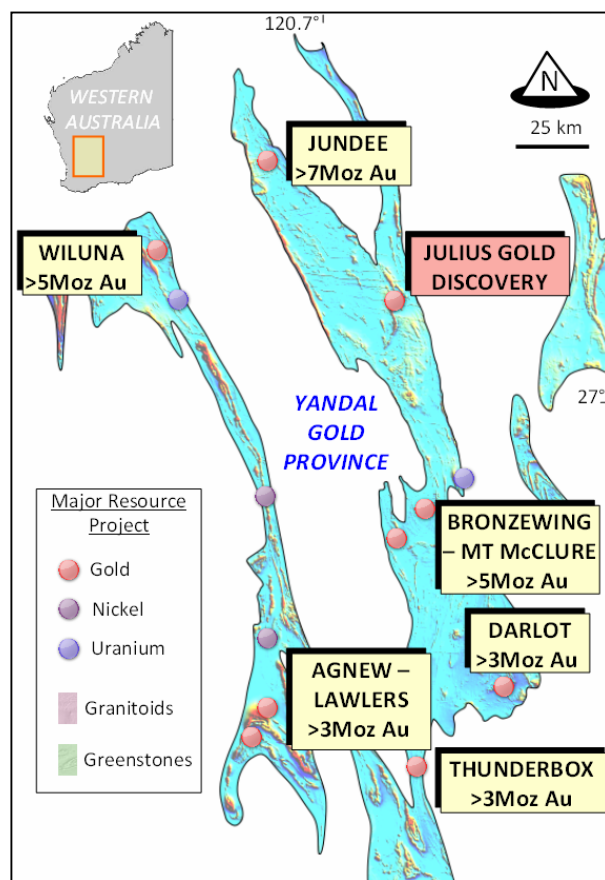 120.7°
WESTERN
AUSTRALIA
N
25 km
JUNDEE
>7Moz Au
WILUNA
>5Moz Au
JULIUS GOLD
DISCOVERY
27°
YANDAL
GOLD
PROVINCE
Major Resource
Project
Gold
Nickel
Uranium
Granitoids
Greenstones
BRONZEWING
– MT McCLURE
>5Moz Au
DARLOT
>3Moz Au
AGNEW –
LAWLERS
>3Moz Au
THUNDERBOX
>3Moz Au